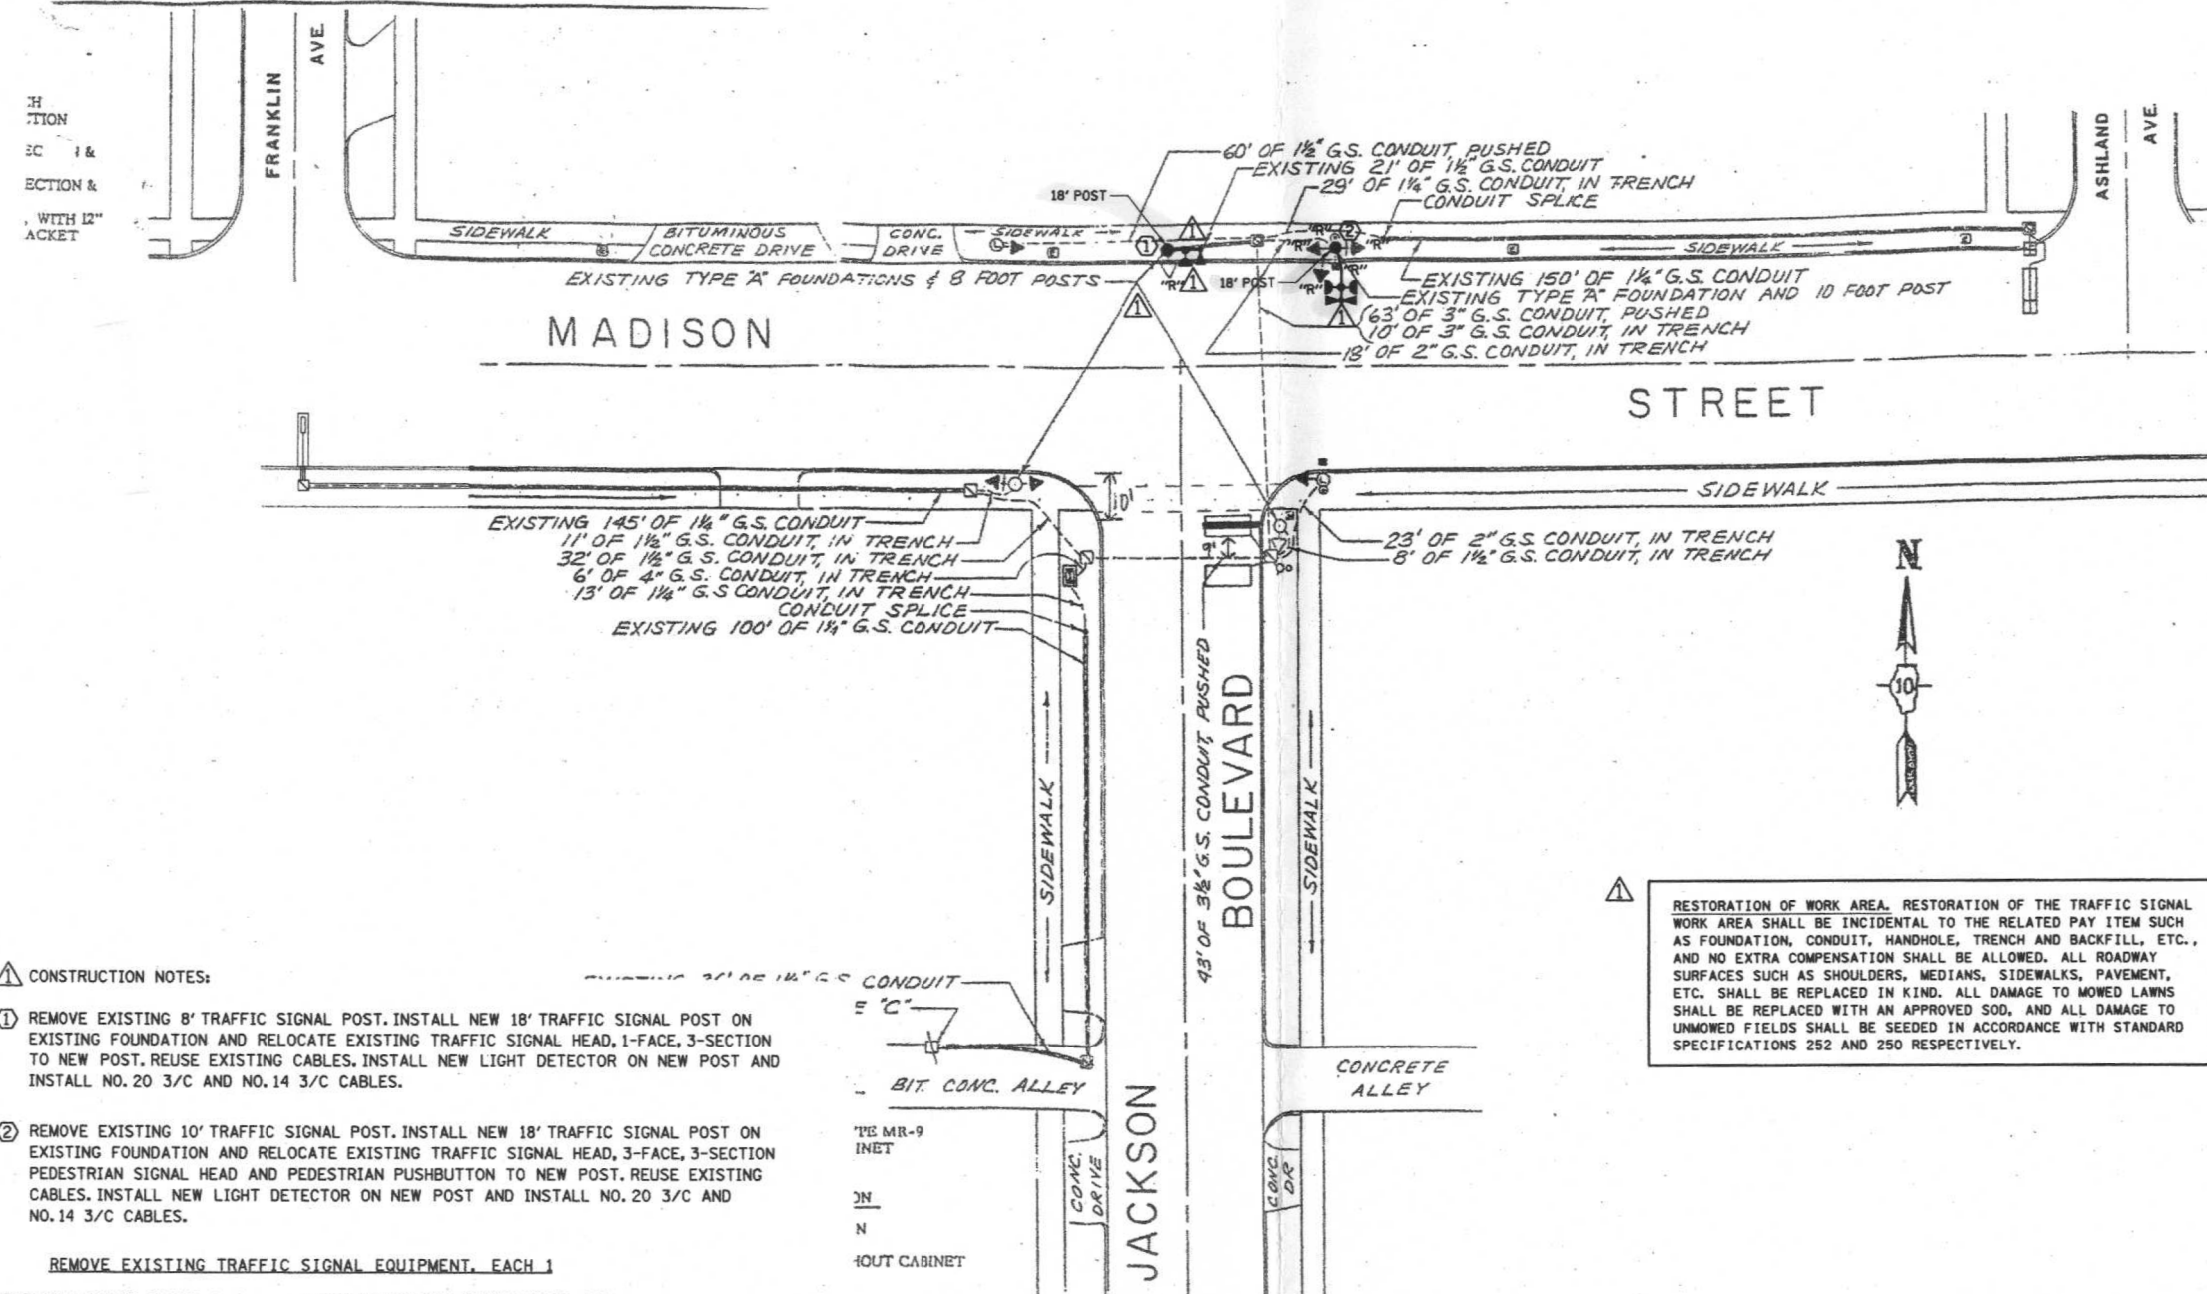 FRANKLIN
AVE.
ASHLAND
AVE.
:H
:TION
EC I &
ECTION &
, WITH 12"
ACKET
60' OF 1½" G.S. CONDUIT, PUSHED
EXISTING 21' OF 1½" G.S. CONDUIT
29' OF 1¼" G.S. CONDUIT, IN TRENCH
CONDUIT SPLICE
18' POST
SIDEWALK
BITUMINOUS
CONCRETE DRIVE
CONC.
DRIVE
SIDEWALK
1
1
"R"
2
"R"
"R"
SIDEWALK
EXISTING TYPE "A" FOUNDATIONS & 8 FOOT POSTS
"R"
1
18' POST
"R"
"R"
1
1
EXISTING 150' OF 1¼" G.S. CONDUIT
EXISTING TYPE "A" FOUNDATION AND 10 FOOT POST
63' OF 3" G.S. CONDUIT, PUSHED
10' OF 3" G.S. CONDUIT, IN TRENCH
18' OF 2" G.S. CONDUIT, IN TRENCH
MADISON
STREET
10'
SIDEWALK
EXISTING 145' OF 1¼" G.S. CONDUIT
11' OF 1½" G.S. CONDUIT, IN TRENCH
32' OF 1½" G.S. CONDUIT, IN TRENCH
6' OF 4" G.S. CONDUIT, IN TRENCH
13' OF 1¼" G.S CONDUIT, IN TRENCH
CONDUIT SPLICE
EXISTING 100' OF 1¼" G.S. CONDUIT
9'
23' OF 2" G.S. CONDUIT, IN TRENCH
8' OF 1½" G.S. CONDUIT, IN TRENCH
N
10
43' OF 3½" G.S. CONDUIT, PUSHED
BOULEVARD
SIDEWALK
SIDEWALK
1 RESTORATION OF WORK AREA. RESTORATION OF THE TRAFFIC SIGNAL
WORK AREA SHALL BE INCIDENTAL TO THE RELATED PAY ITEM SUCH
AS FOUNDATION, CONDUIT, HANDHOLE, TRENCH AND BACKFILL, ETC.,
AND NO EXTRA COMPENSATION SHALL BE ALLOWED. ALL ROADWAY
SURFACES SUCH AS SHOULDERS, MEDIANS, SIDEWALKS, PAVEMENT,
ETC. SHALL BE REPLACED IN KIND. ALL DAMAGE TO MOWED LAWNS
SHALL BE REPLACED WITH AN APPROVED SOD, AND ALL DAMAGE TO
UNMOWED FIELDS SHALL BE SEEDED IN ACCORDANCE WITH STANDARD
SPECIFICATIONS 252 AND 250 RESPECTIVELY.
1 CONSTRUCTION NOTES:
1 REMOVE EXISTING 8' TRAFFIC SIGNAL POST. INSTALL NEW 18' TRAFFIC SIGNAL POST ON
EXISTING FOUNDATION AND RELOCATE EXISTING TRAFFIC SIGNAL HEAD, 1-FACE, 3-SECTION
TO NEW POST. REUSE EXISTING CABLES. INSTALL NEW LIGHT DETECTOR ON NEW POST AND
INSTALL NO. 20 3/C AND NO. 14 3/C CABLES.
2 REMOVE EXISTING 10' TRAFFIC SIGNAL POST. INSTALL NEW 18' TRAFFIC SIGNAL POST ON
EXISTING FOUNDATION AND RELOCATE EXISTING TRAFFIC SIGNAL HEAD, 3-FACE, 3-SECTION
PEDESTRIAN SIGNAL HEAD AND PEDESTRIAN PUSHBUTTON TO NEW POST. REUSE EXISTING
CABLES. INSTALL NEW LIGHT DETECTOR ON NEW POST AND INSTALL NO. 20 3/C AND
NO. 14 3/C CABLES.
REMOVE EXISTING TRAFFIC SIGNAL EQUIPMENT. EACH 1
G.S CONDUIT
E "C"
BIT. CONC. ALLEY
CONCRETE
ALLEY
PE MR-9
INET
ON
N
HOUT CABINET
CONC.
DRIVE
CONC.
DR
JACKSON